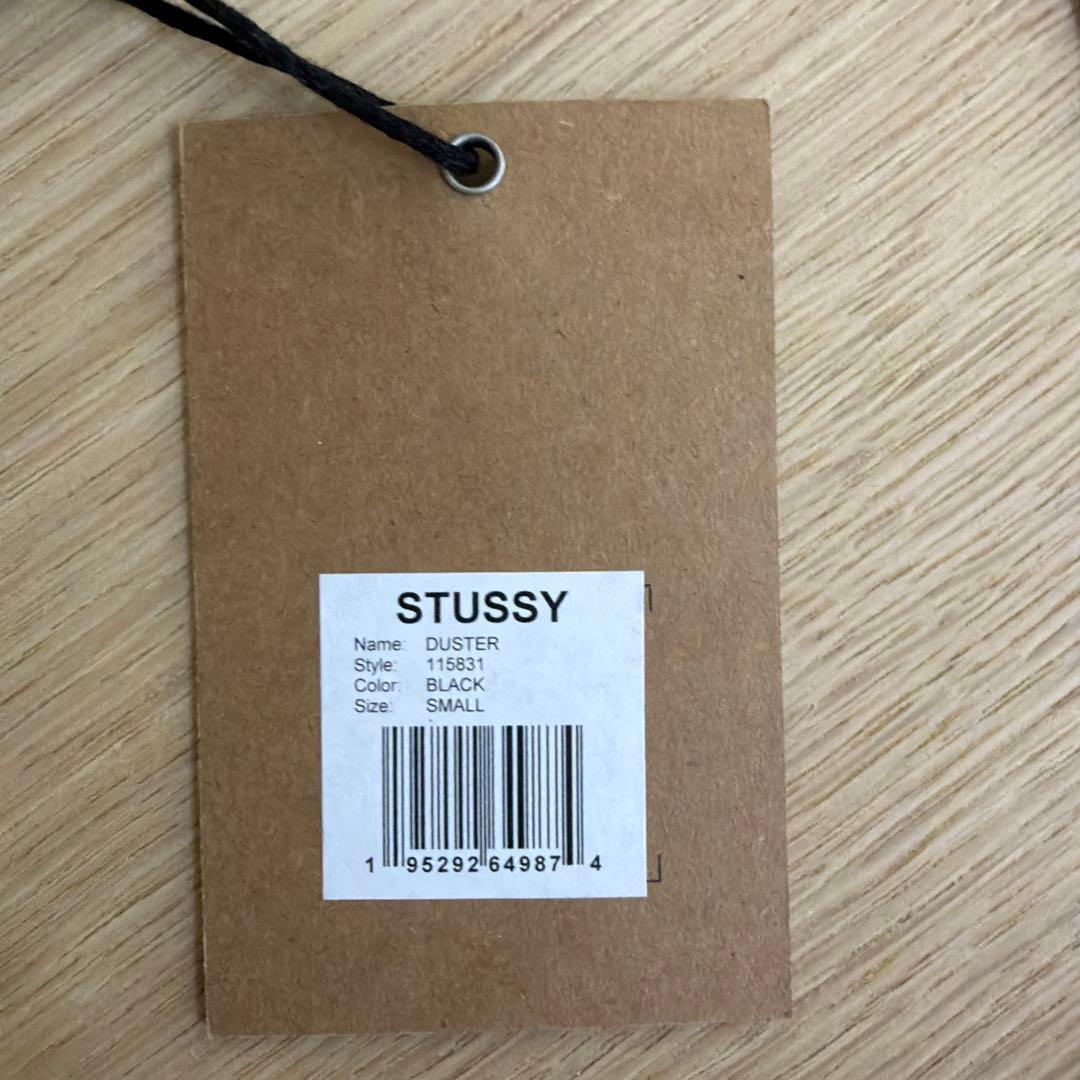 STUSSY
Name: DUSTER
Style: 115831
Color: BLACK
Size: SMALL
1 95292 64987 4